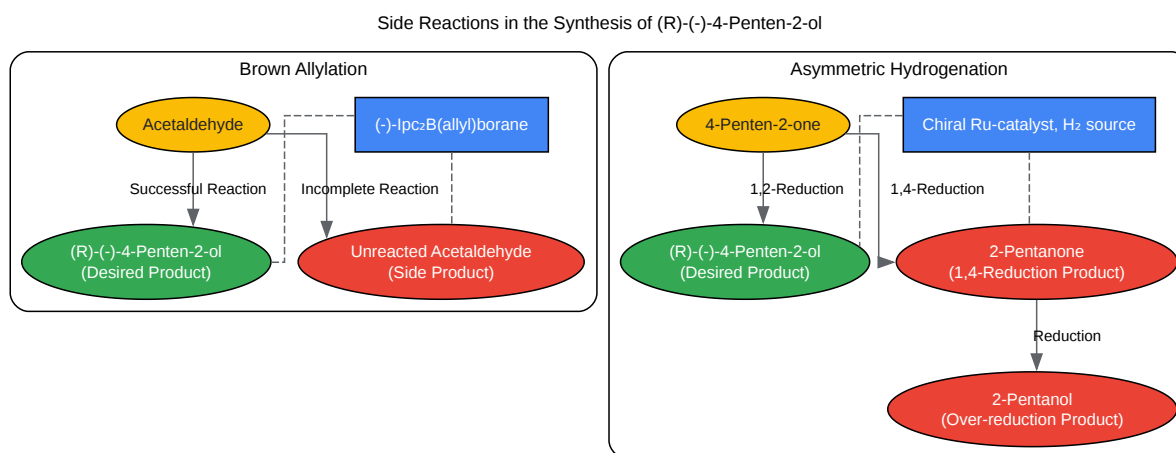 Side Reactions in the Synthesis of (R)-(-)-4-Penten-2-ol
Brown Allylation
Acetaldehyde
(-)-Ipc₂B(allyl)borane
Successful Reaction
Incomplete Reaction
(R)-(-)-4-Penten-2-ol
(Desired Product)
Unreacted Acetaldehyde
(Side Product)
Asymmetric Hydrogenation
4-Penten-2-one
Chiral Ru-catalyst, H₂ source
1,2-Reduction
1,4-Reduction
(R)-(-)-4-Penten-2-ol
(Desired Product)
2-Pentanone
(1,4-Reduction Product)
Reduction
2-Pentanol
(Over-reduction Product)